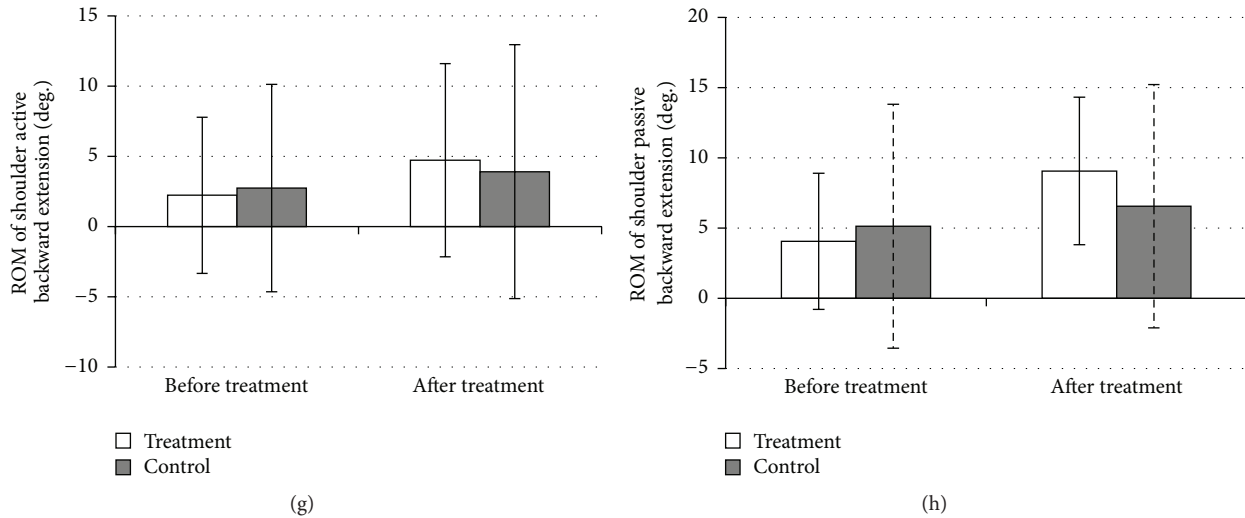 ROM of shoulder active
backward extension (deg.)
15
10
5
0
−5
−10
Before treatment After treatment
Treatment
Control
(g)
ROM of shoulder passive
backward extension (deg.)
20
15
10
5
0
−5
Before treatment After treatment
Treatment
Control
(h)